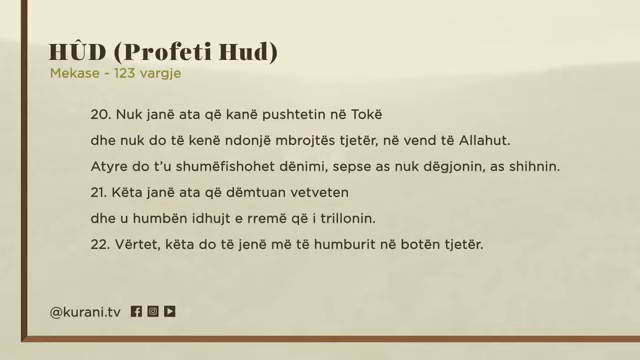 HÛD (Profeti Hud)
Mekase - 123 vargje
20. Nuk janë ata që kanë pushtetin në Tokë
dhe nuk do të kenë ndonjë mbrojtës tjetër, në vend të Allahut.
Atyre do t’u shumëfishohet dënimi, sepse as nuk dëgjonin, as shihnin.
21. Këta janë ata që dëmtuan vetveten
dhe u humbën idhujt e rremë që i trillonin.
22. Vërtet, këta do të jenë më të humburit në botën tjetër.
@kurani.tv